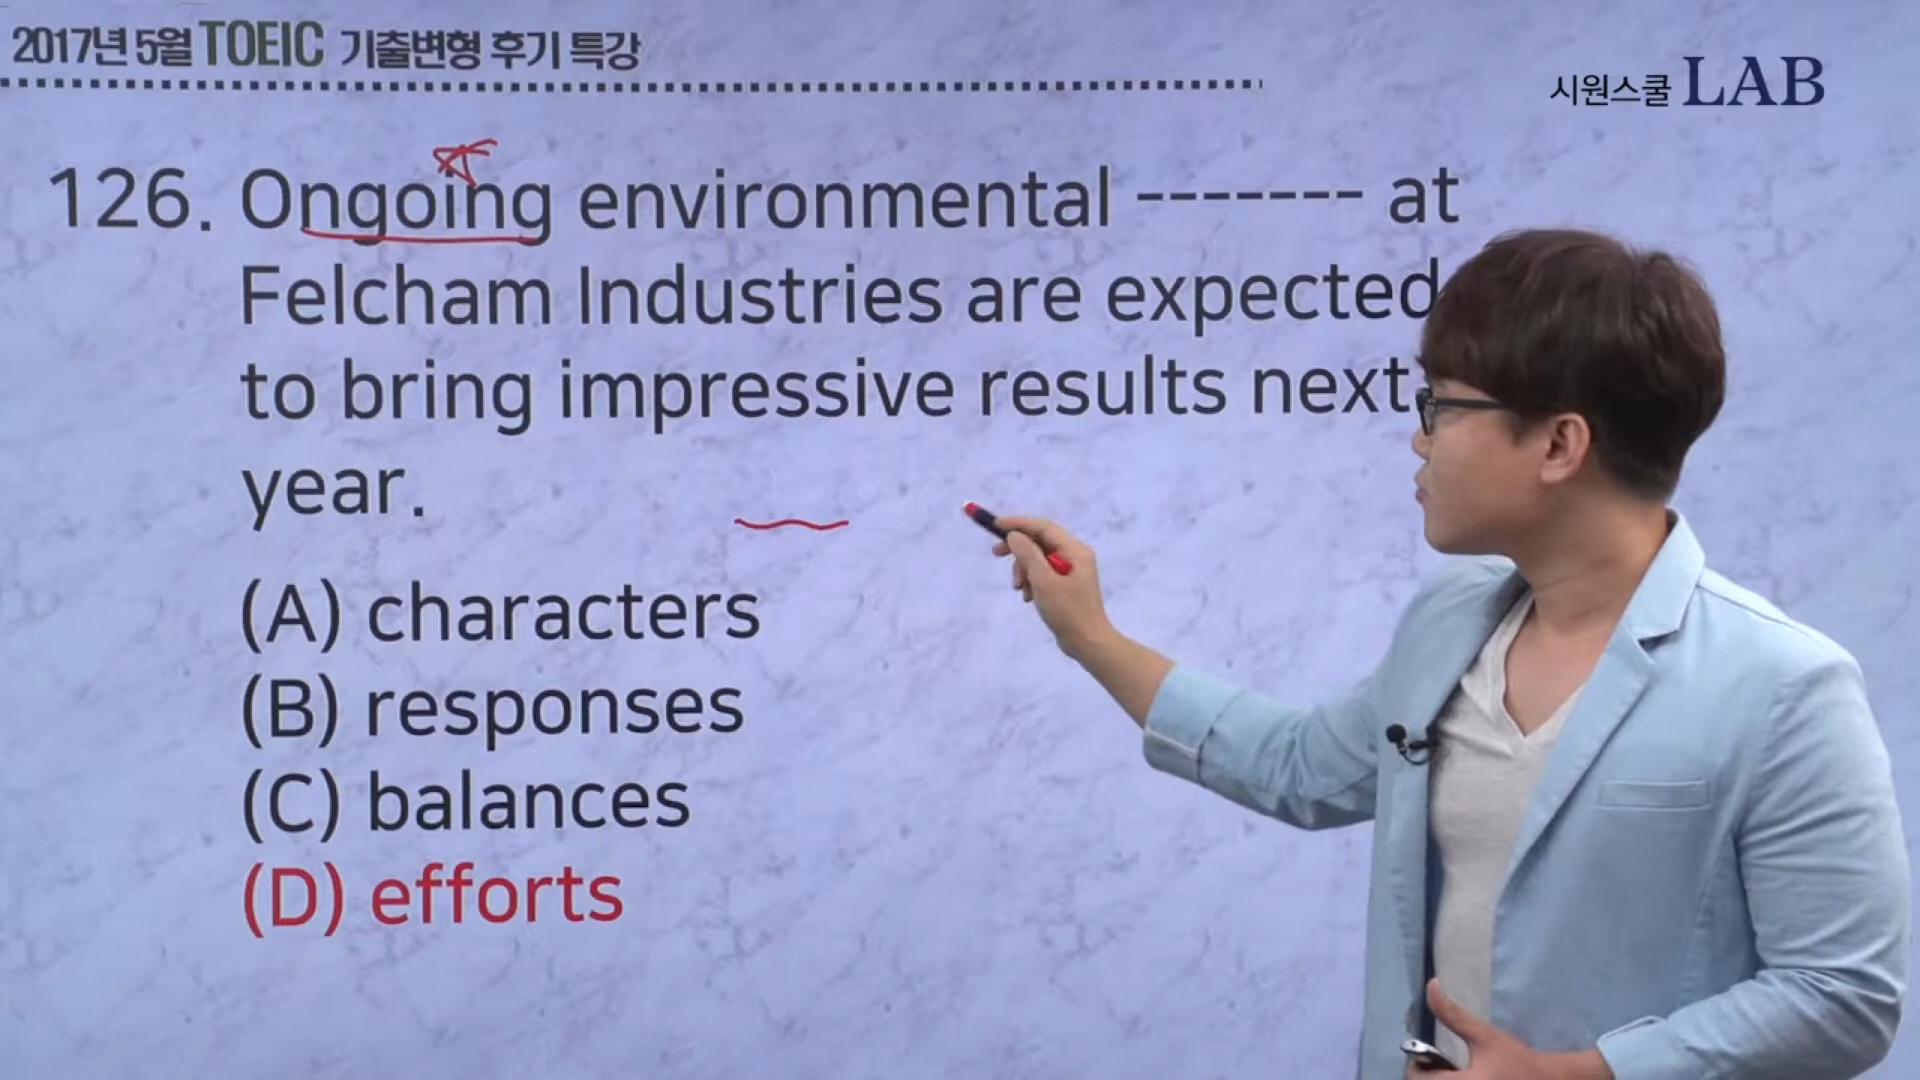 2017년 5월 TOEIC 기출변형 후기 특강
시원스쿨 LAB
126. Ongoing environmental ------- at
Felcham Industries are expected
to bring impressive results next
year.
(A) characters
(B) responses
(C) balances
(D) efforts